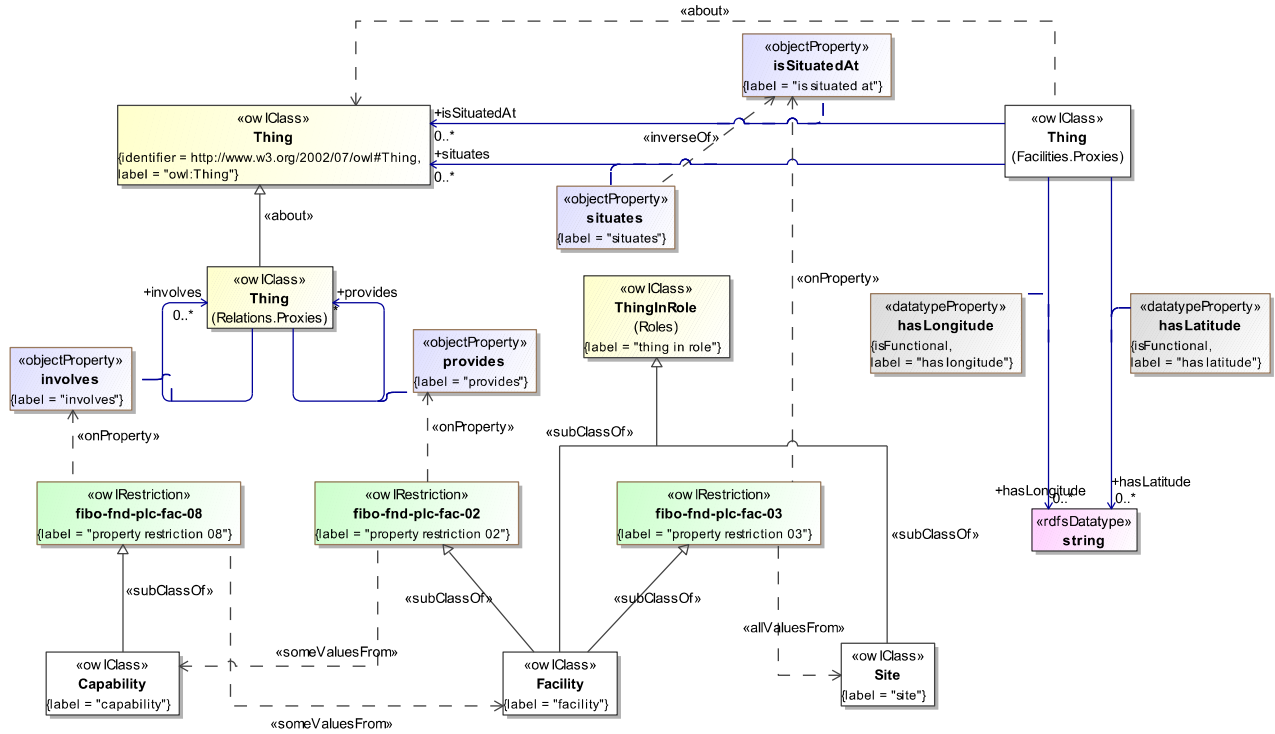 «about»
«objectProperty»
isSituatedAt
{label = "is situated at"}
«owlClass»
Thing
{identifier = http://www.w3.org/2002/07/owl#Thing,
label = "owl:Thing"}
+isSituatedAt
0..*
+situates
0..*
«inverseOf»
«owlClass»
Thing
(Facilities.Proxies)
«objectProperty»
situates
{label = "situates"}
«about»
«owlClass»
Thing
(Relations.Proxies)
+involves
0..*
+provides
*
«owlClass»
ThingInRole
(Roles)
{label = "thing in role"}
«onProperty»
«datatypeProperty»
hasLongitude
{isFunctional,
label = "has longitude"}
«datatypeProperty»
hasLatitude
{isFunctional,
label = "has latitude"}
«objectProperty»
involves
{label = "involves"}
«objectProperty»
provides
{label = "provides"}
«onProperty»
«onProperty»
«subClassOf»
«owlRestriction»
fibo-fnd-plc-fac-08
{label = "property restriction 08"}
«owlRestriction»
fibo-fnd-plc-fac-02
{label = "property restriction 02"}
«owlRestriction»
fibo-fnd-plc-fac-03
{label = "property restriction 03"}
+hasLongitude
0..*
+hasLatitude
0..*
«rdfsDatatype»
string
«subClassOf»
«subClassOf»
«subClassOf»
«subClassOf»
«allValuesFrom»
«someValuesFrom»
«owlClass»
Capability
{label = "capability"}
«owlClass»
Facility
{label = "facility"}
«owlClass»
Site
{label = "site"}
«someValuesFrom»